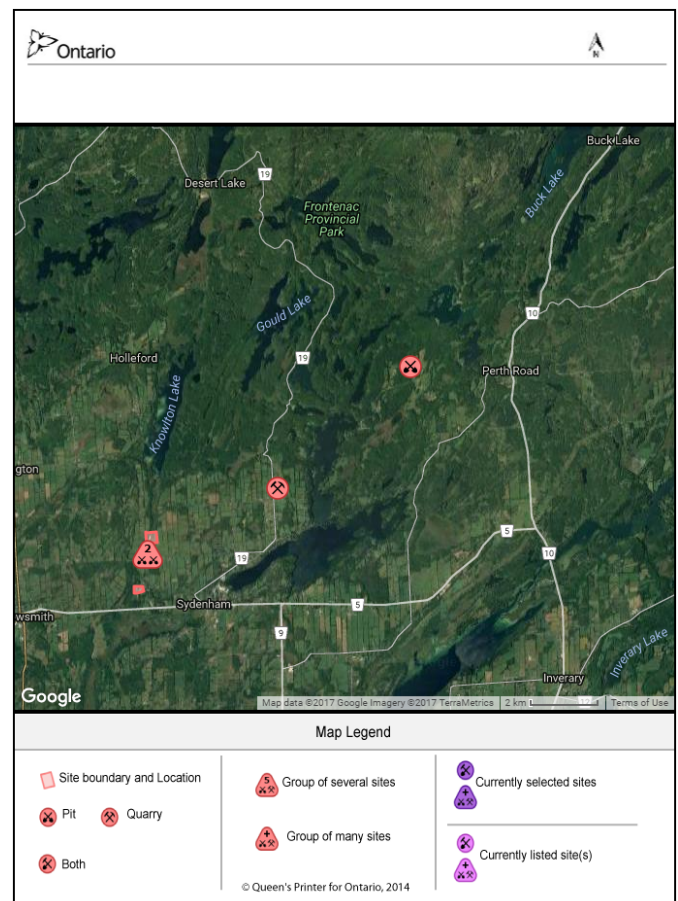 Ontario
N
Buck Lake
19
Desert Lake
Buck Lake
Frontenac
Provincial
Park
Gould Lake
10
Holleford
19
Perth Road
Knowlton Lake
gton
5
2
19
10
Sydenham
5
wsmith
9
Inverary Lake
Inverary
Google
Map data ©2017 Google Imagery ©2017 TerraMetrics
2 km
Terms of Use
Map Legend
Site boundary and Location
5
Group of several sites
Currently selected sites
+
Pit
Quarry
+
Group of many sites
Currently listed site(s)
+
Both
© Queen's Printer for Ontario, 2014